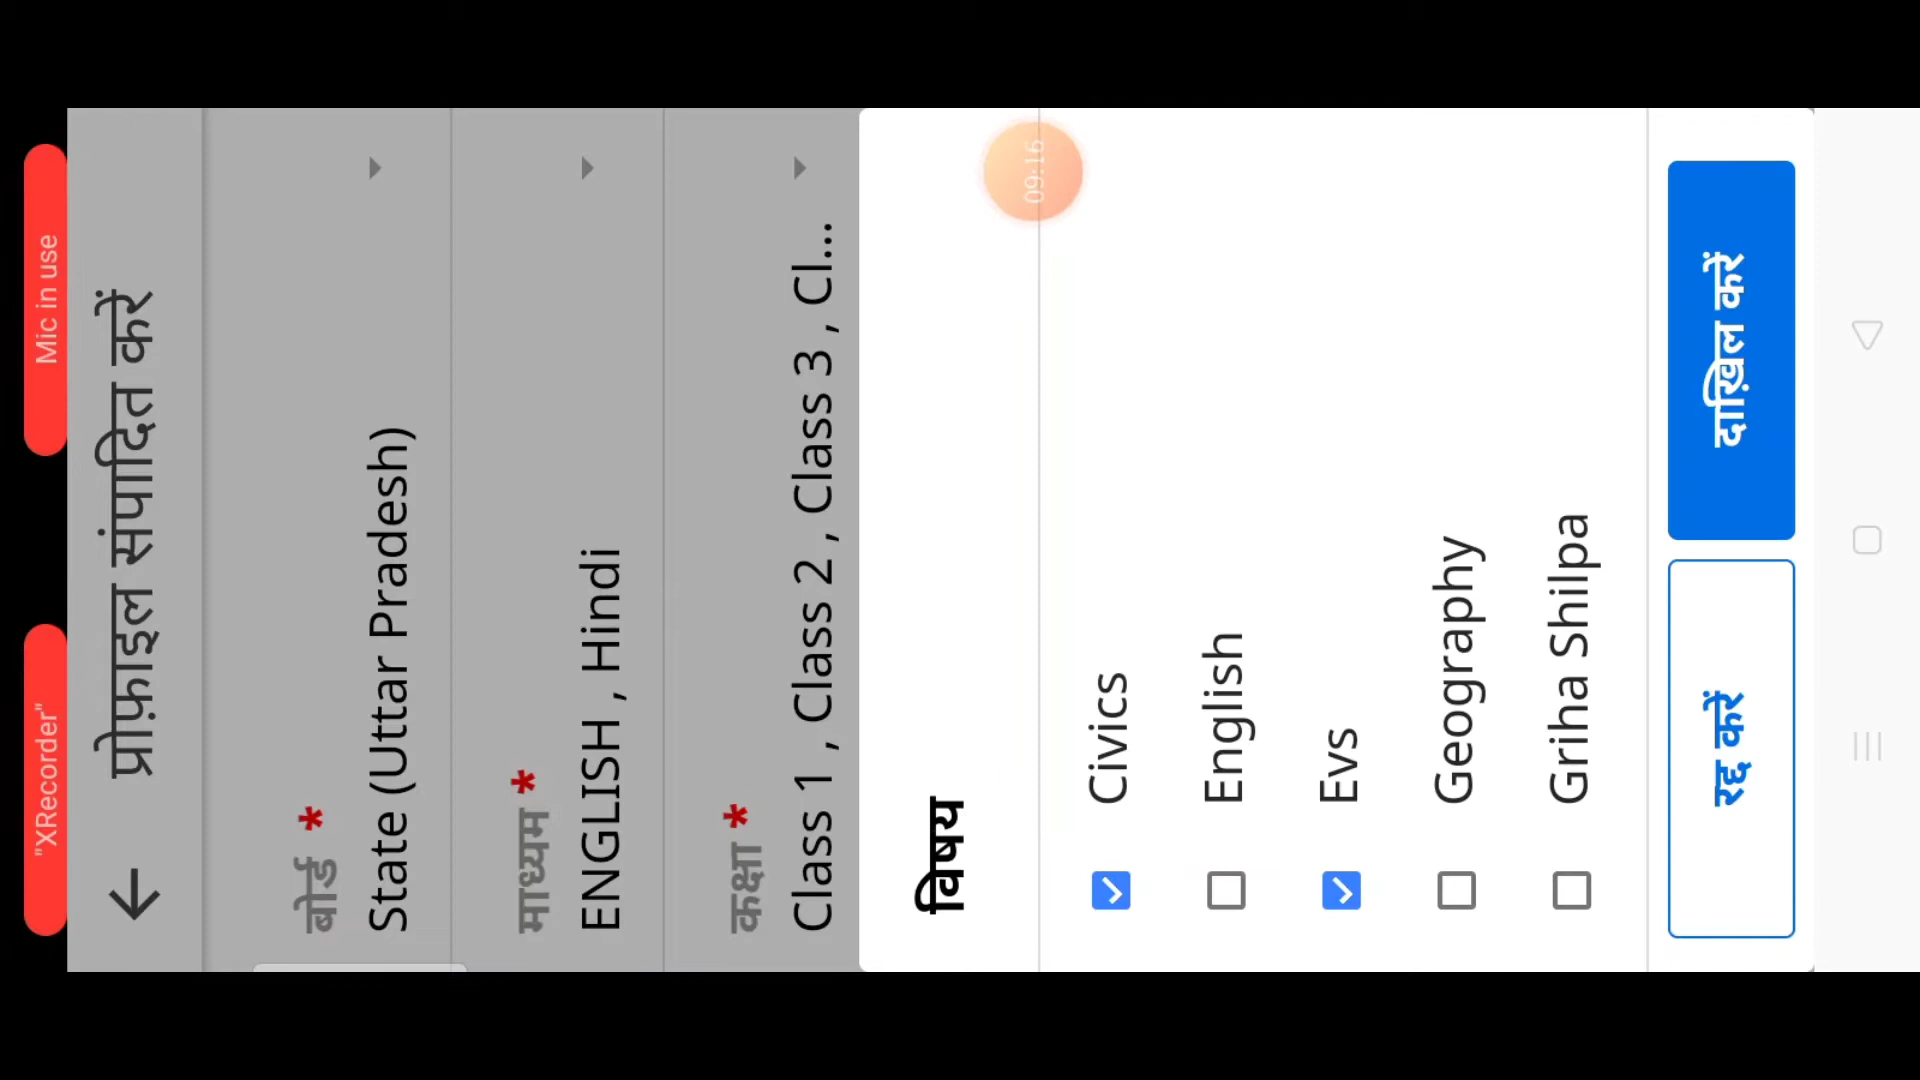 "XRecorder" Mic in use
प्रोफ़ाइल संपादित करें
बोर्ड *
State (Uttar Pradesh)
माध्यम *
ENGLISH , Hindi
कक्षा *
Class 1 , Class 2 , Class 3 , Cl...
विषय
09:16
Civics
English
Evs
Geography
Griha Shilpa
रद्द करें दाख़िल करें